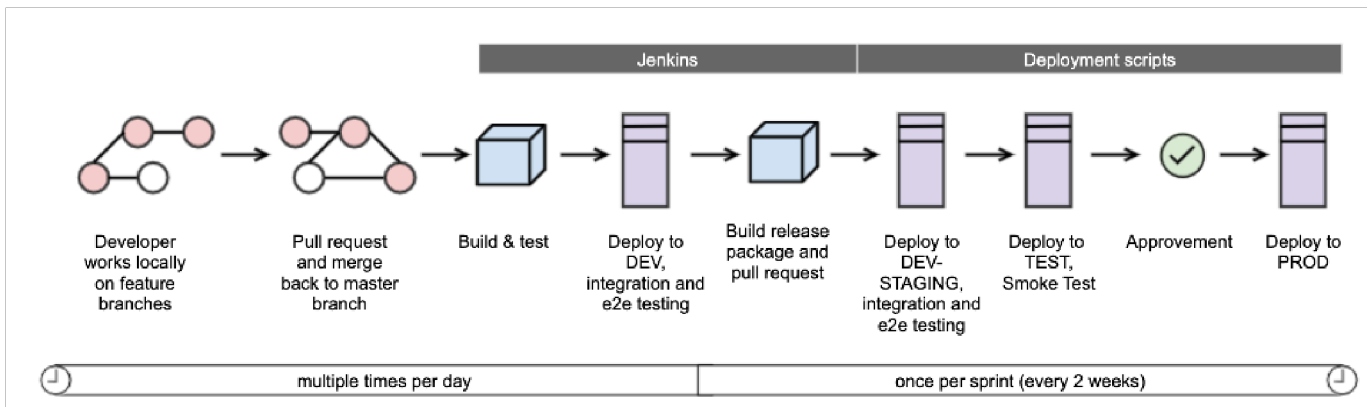 Jenkins
Deployment scripts
Developer
works locally
on feature
branches
Pull request
and merge
back to master
branch
Build & test
Deploy to
DEV,
integration and
e2e testing
Build release
package and
pull request
Deploy to
DEV-
STAGING,
integration and
e2e testing
Deploy to
TEST,
Smoke Test
Approvement
Deploy to
PROD
multiple times per day
once per sprint (every 2 weeks)